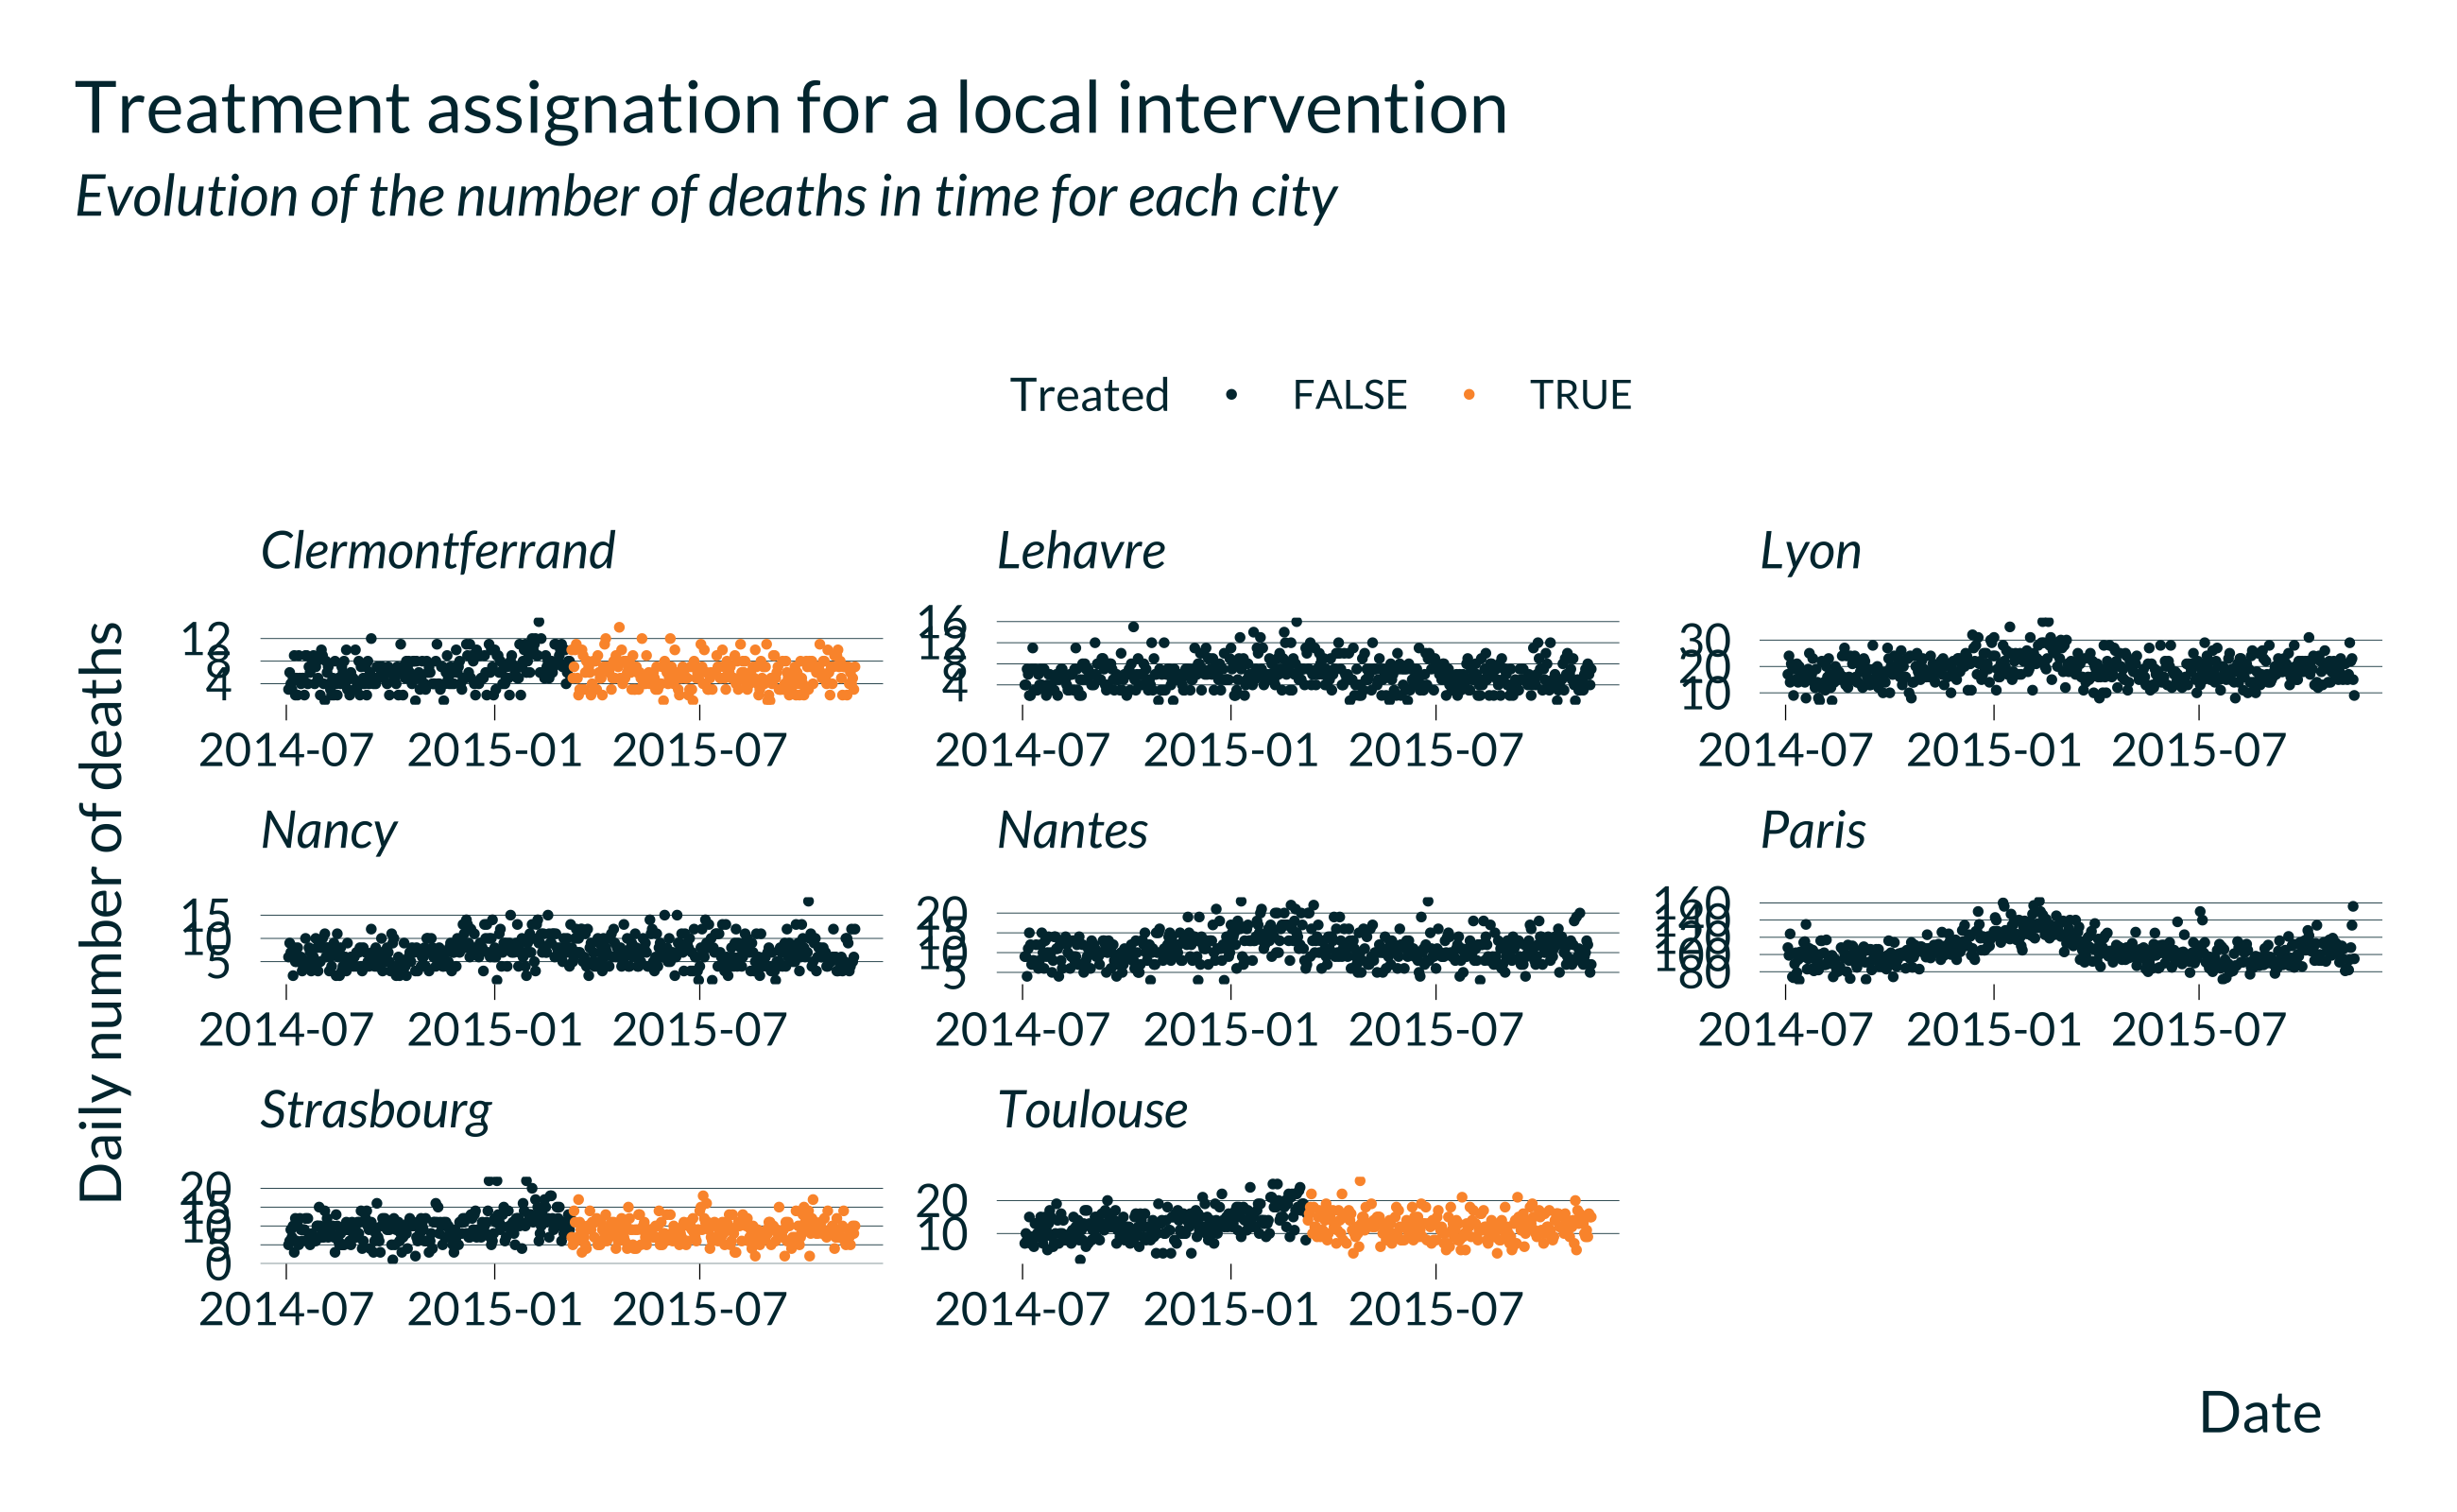 Treatment assignation for a local intervention
Evolution of the number of deaths in time for each city
Treated FALSE TRUE
Daily number of deaths
Clermontferrand
12
8
4
2014-07 2015-01 2015-07
Lehavre
16
12
8
4
2014-07 2015-01 2015-07
Lyon
30
20
10
2014-07 2015-01 2015-07
Nancy
15
10
5
2014-07 2015-01 2015-07
Nantes
20
15
10
5
2014-07 2015-01 2015-07
Paris
160
140
120
100
80
2014-07 2015-01 2015-07
Strasbourg
20
15
10
5
0
2014-07 2015-01 2015-07
Toulouse
20
10
2014-07 2015-01 2015-07
Date